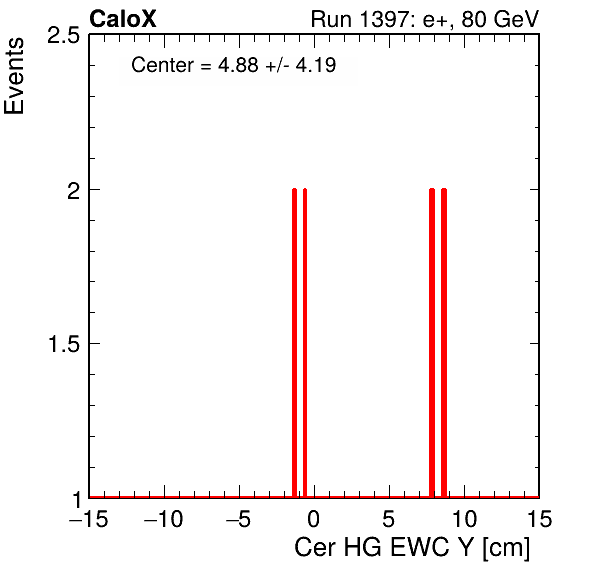 CaloX Run 1397: e+, 80 GeV
Events
Center = 4.88 +/- 4.19
2.5
2
1.5
1
−15 −10 −5 0 5 10 15
Cer HG EWC Y [cm]